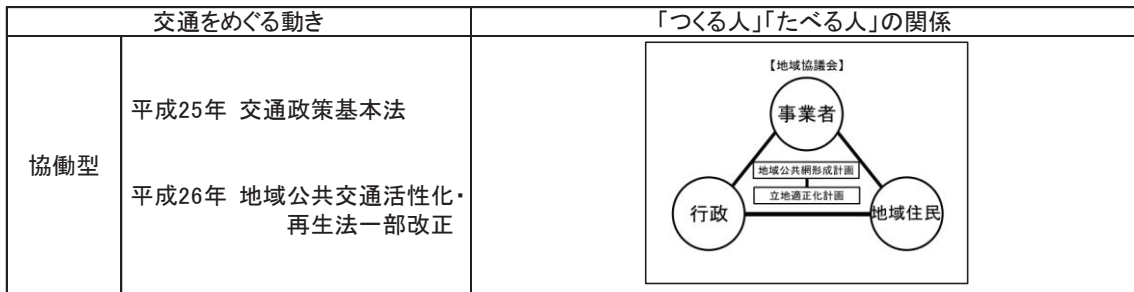 交通をめぐる動き
「つくる人」「たべる人」の関係
協働型
平成25年 交通政策基本法
平成26年 地域公共交通活性化・
再生法一部改正
【地域協議会】
事業者
地域公共網形成計画
立地適正化計画
行政
地域住民